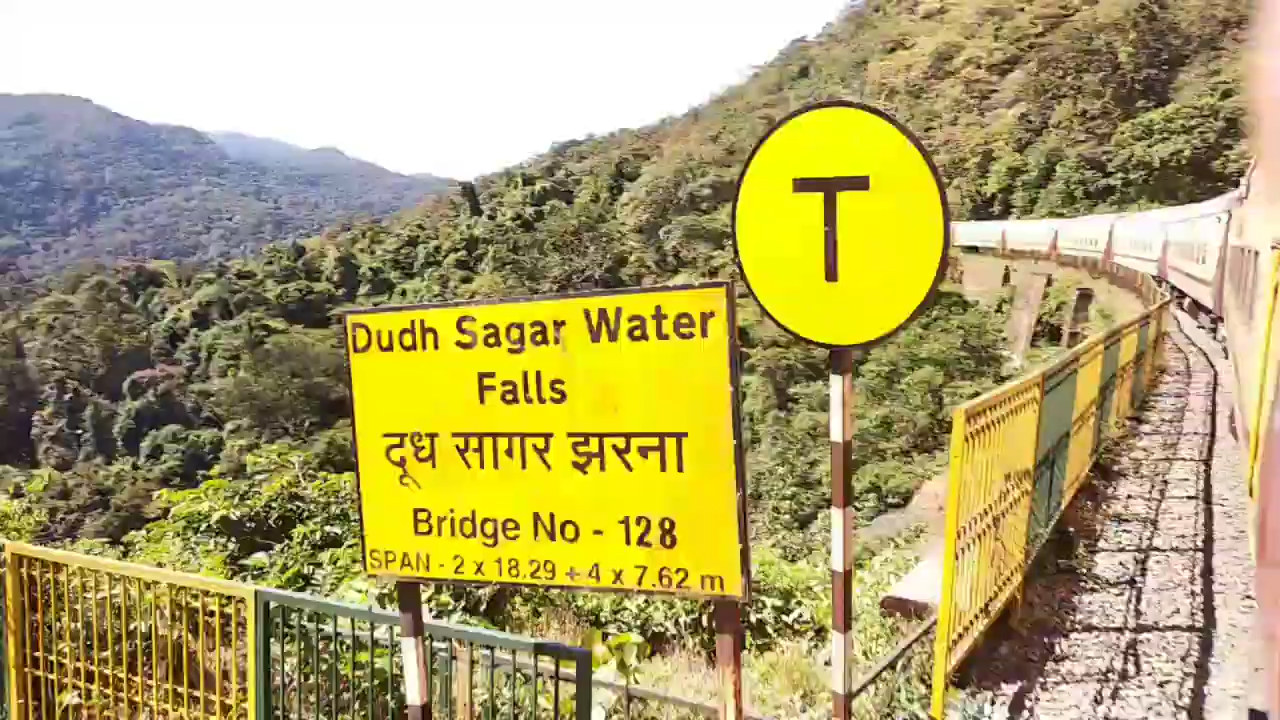 Dudh Sagar Water
Falls
दूध सागर झरना
Bridge No - 128
SPAN - 2 x 18.29 + 4 x 7.62 m
T